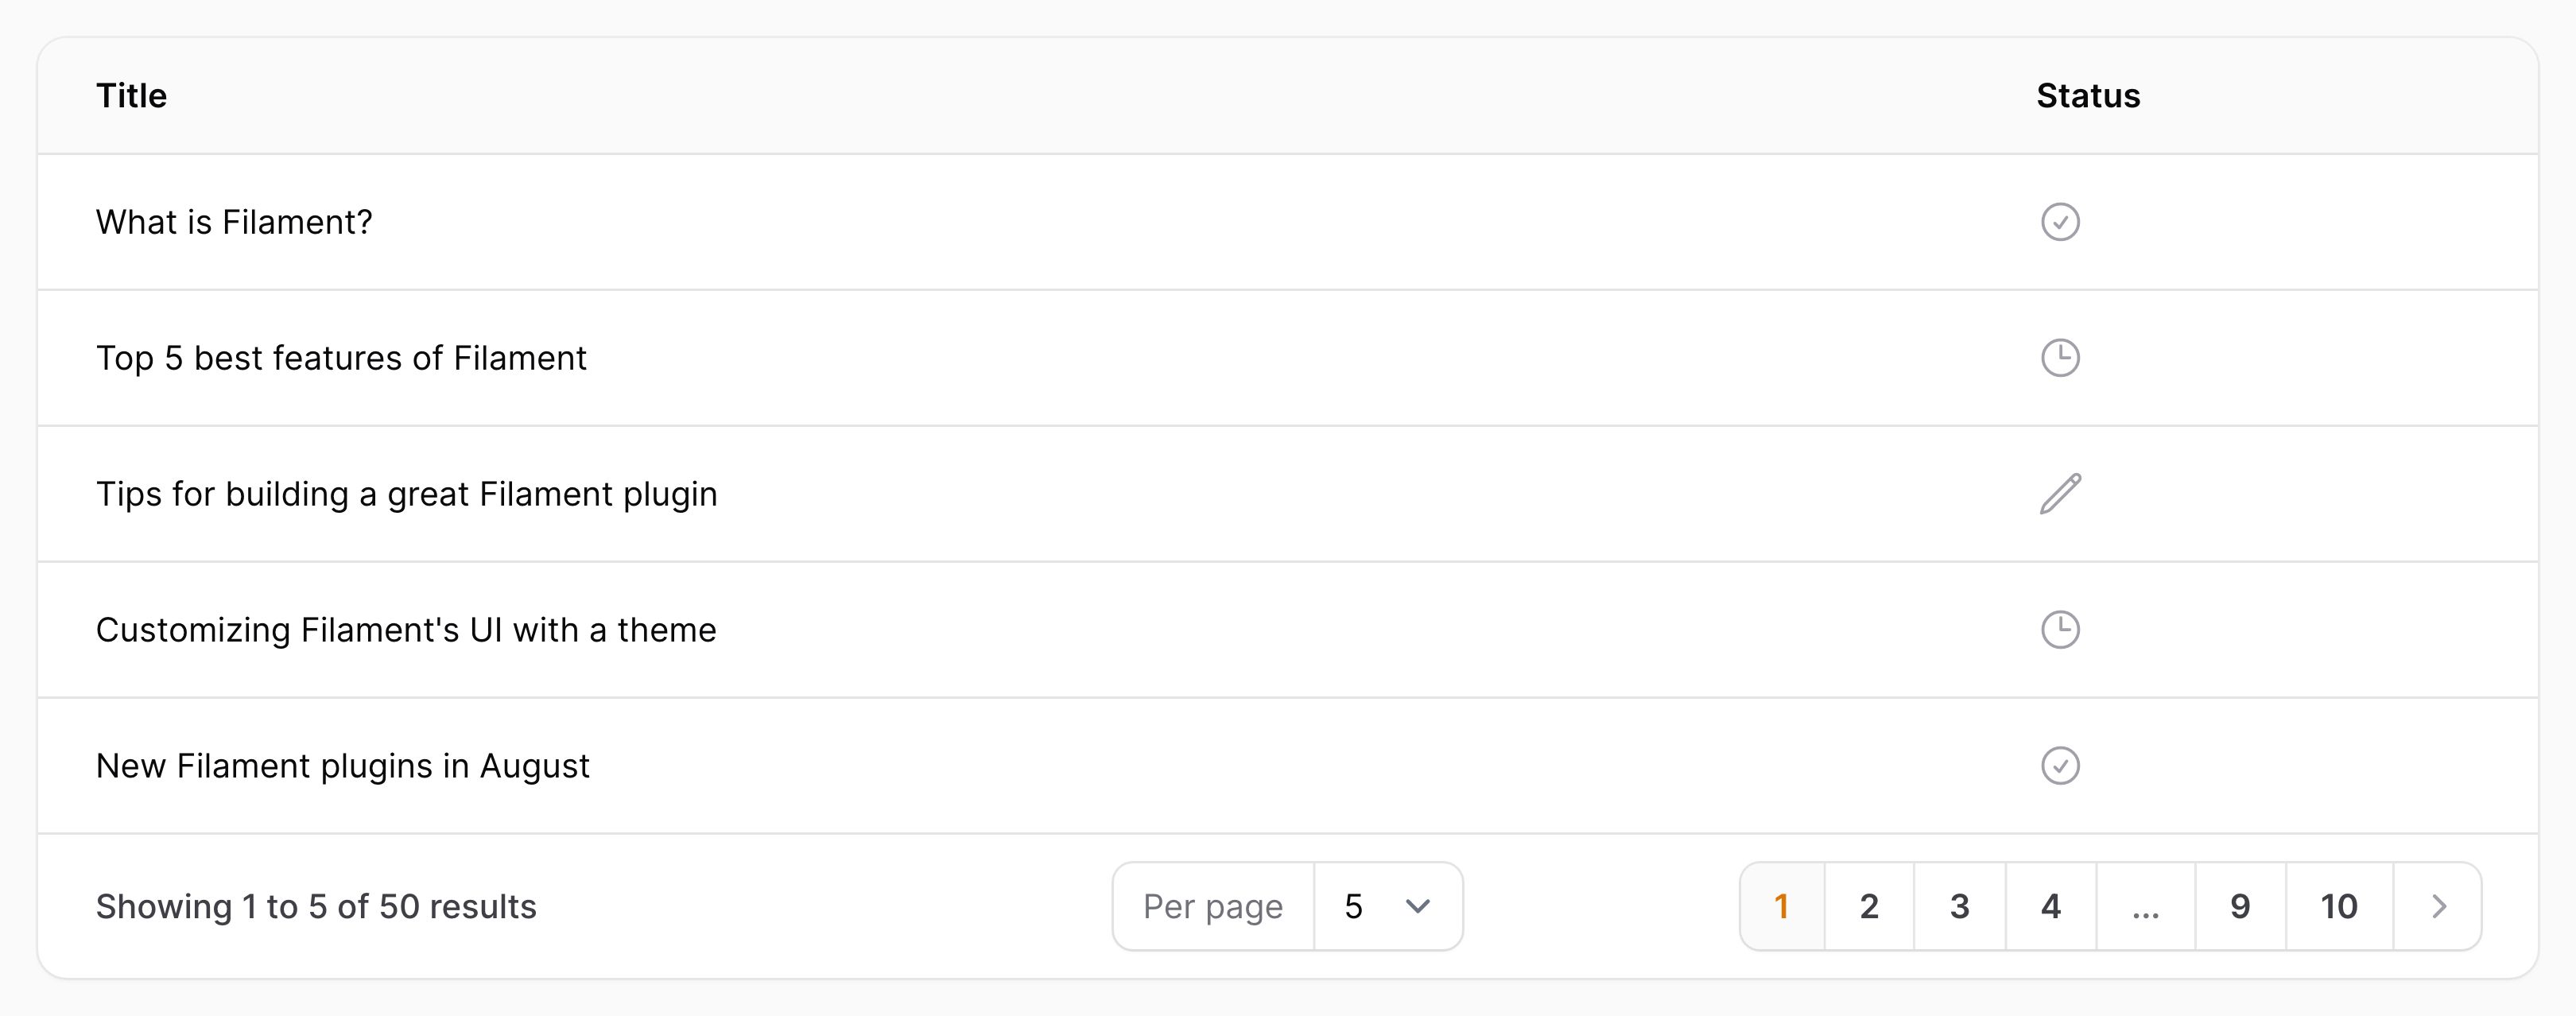 Title Status
What is Filament?
Top 5 best features of Filament
Tips for building a great Filament plugin
Customizing Filament's UI with a theme
New Filament plugins in August
Showing 1 to 5 of 50 results Per page 5 1 2 3 4 ... 9 10